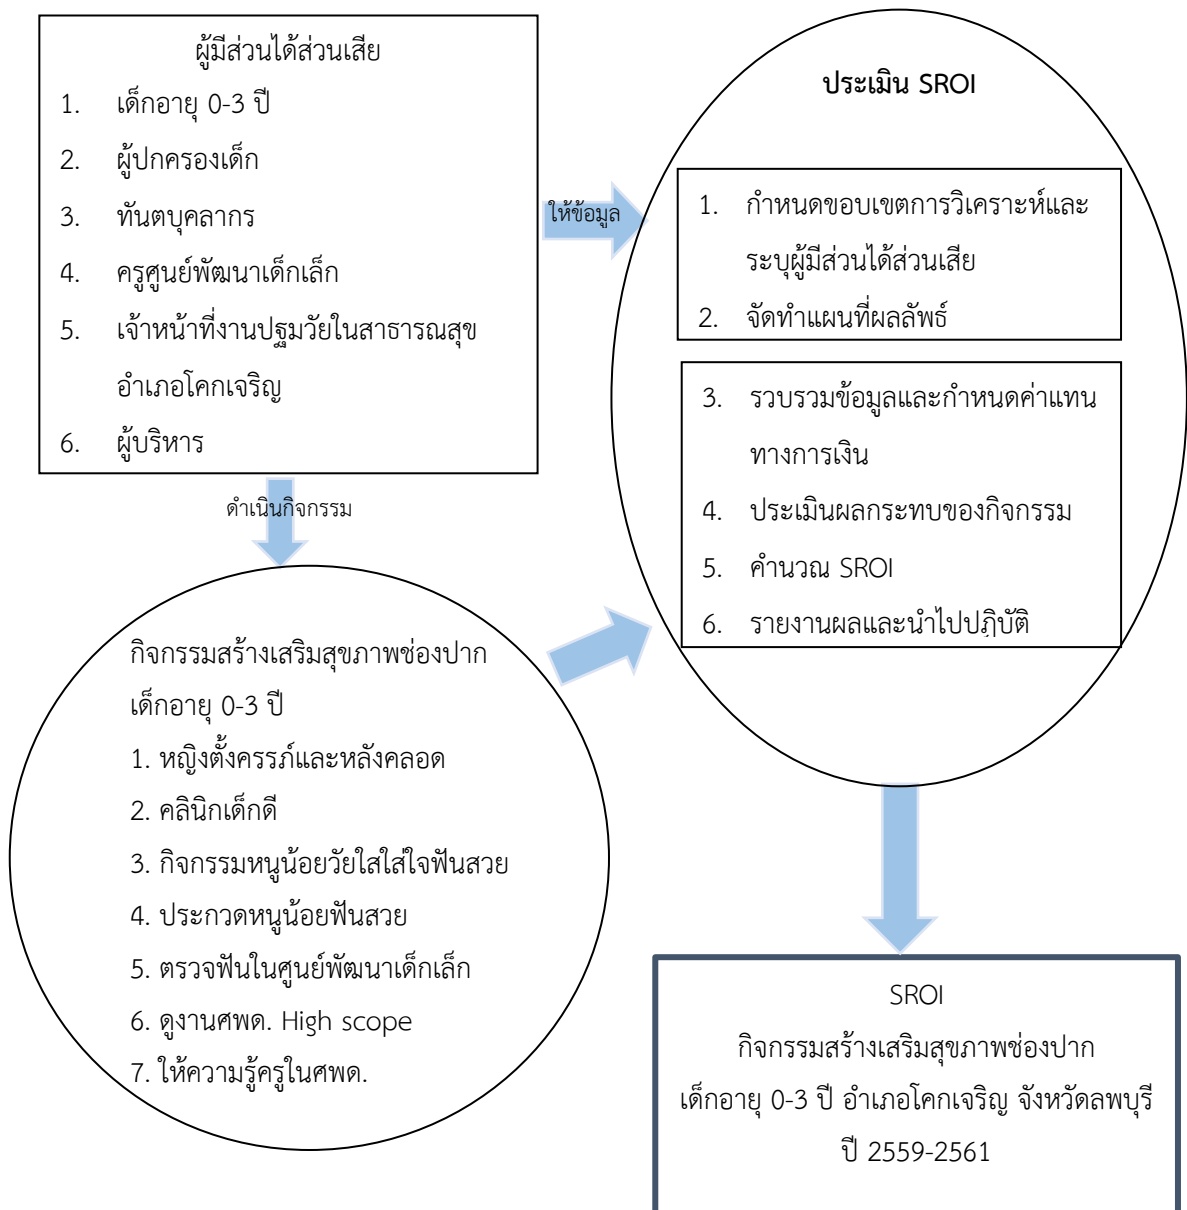 ผู้มีส่วนได้ส่วนเสีย
1. เด็กอายุ 0-3 ปี
2. ผู้ปกครองเด็ก
3. ทันตบุคลากร
4. ครูศูนย์พัฒนาเด็กเล็ก
5. เจ้าหน้าที่งานปฐมวัยในสาธารณสุข
อำเภอโคกเจริญ
6. ผู้บริหาร
ให้ข้อมูล
ดำเนินกิจกรรม
ประเมิน SROI
1. กำหนดขอบเขตการวิเคราะห์และ
ระบุผู้มีส่วนได้ส่วนเสีย
2. จัดทำแผนที่ผลลัพธ์
3. รวบรวมข้อมูลและกำหนดค่าแทน
ทางการเงิน
4. ประเมินผลกระทบของกิจกรรม
5. คำนวณ SROI
6. รายงานผลและนำไปปฏิบัติ
กิจกรรมสร้างเสริมสุขภาพช่องปาก
เด็กอายุ 0-3 ปี
1. หญิงตั้งครรภ์และหลังคลอด
2. คลินิกเด็กดี
3. กิจกรรมหนูน้อยวัยใสใส่ใจฟันสวย
4. ประกวดหนูน้อยฟันสวย
5. ตรวจฟันในศูนย์พัฒนาเด็กเล็ก
6. ดูงานศพด. High scope
7. ให้ความรู้ครูในศพด.
SROI
กิจกรรมสร้างเสริมสุขภาพช่องปาก
เด็กอายุ 0-3 ปี อำเภอโคกเจริญ จังหวัดลพบุรี
ปี 2559-2561